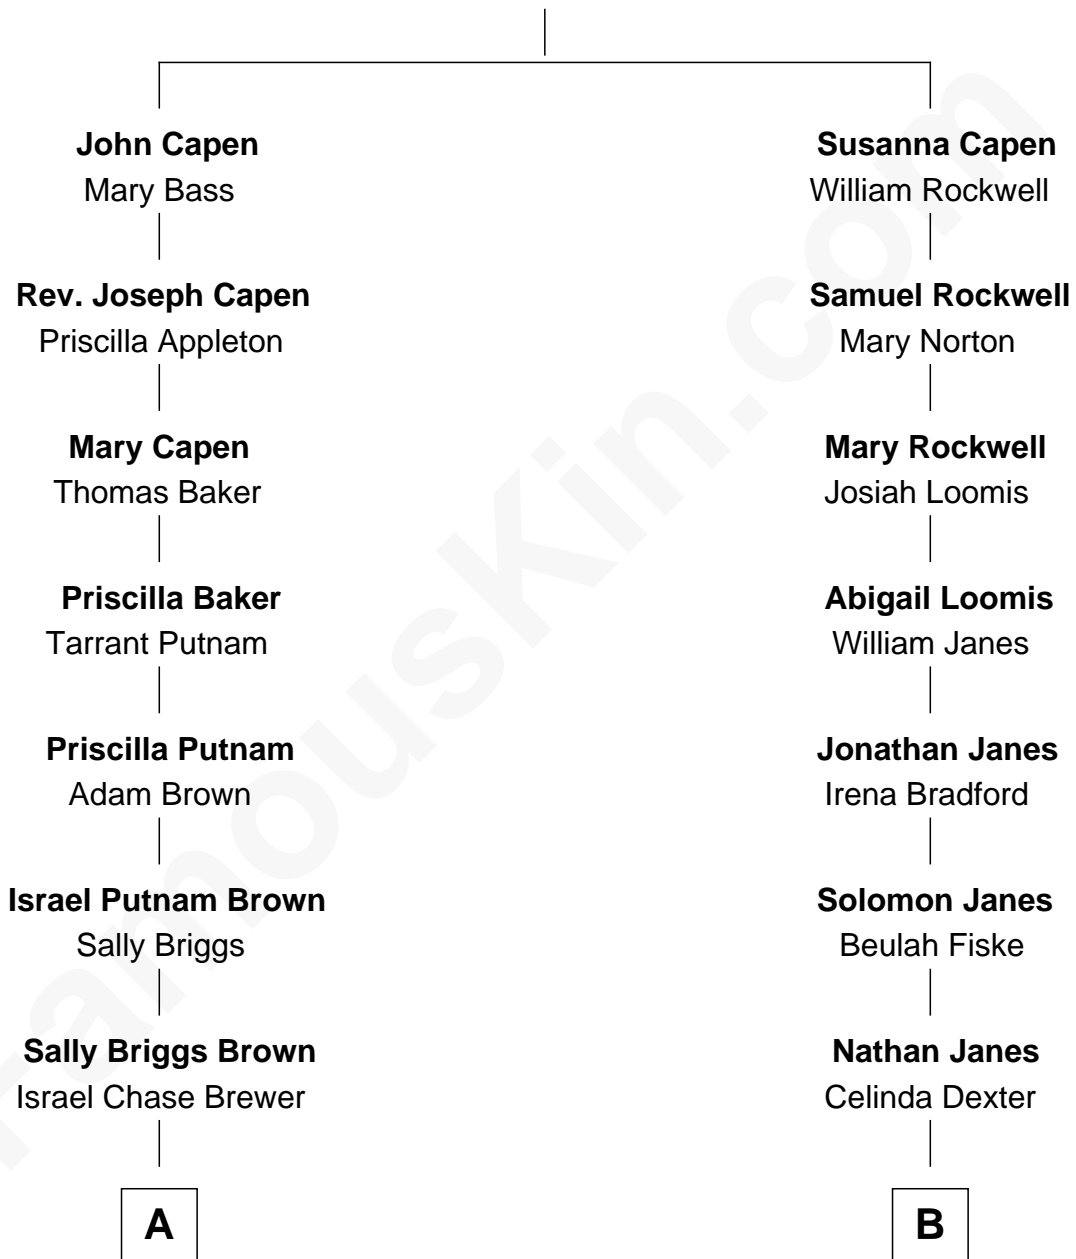 John Capen
Mary Bass
Rev. Joseph Capen
Priscilla Appleton
Mary Capen
Thomas Baker
Priscilla Baker
Tarrant Putnam
Priscilla Putnam
Adam Brown
Israel Putnam Brown
Sally Briggs
Sally Briggs Brown
Israel Chase Brewer
A
Susanna Capen
William Rockwell
Samuel Rockwell
Mary Norton
Mary Rockwell
Josiah Loomis
Abigail Loomis
William Janes
Jonathan Janes
Irena Bradford
Solomon Janes
Beulah Fiske
Nathan Janes
Celinda Dexter
B
FamousKin.com